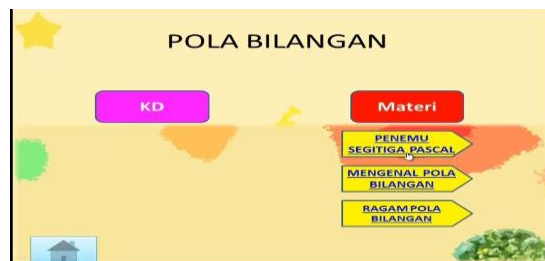 POLA BILANGAN
KD
Materi
PENEMU
SEGITIGA PASCAL
MENGENAL POLA
BILANGAN
RAGAM POLA
BILANGAN